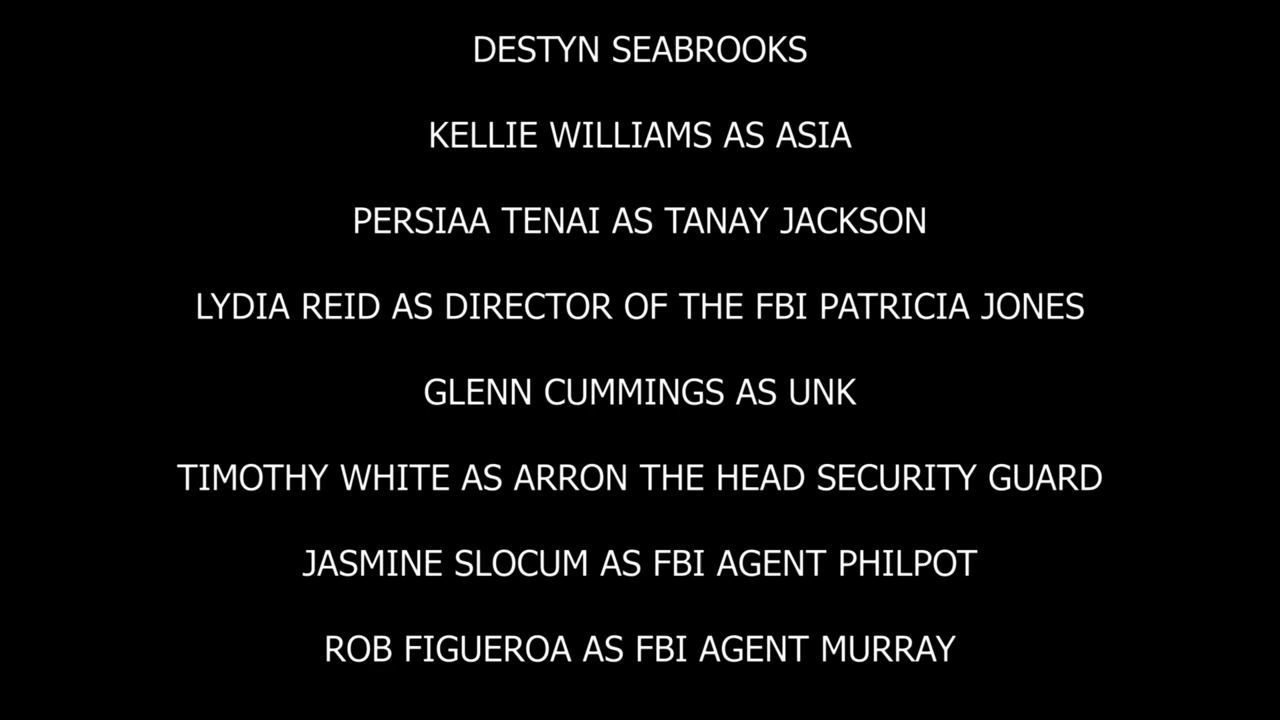 DESTYN SEABROOKS
KELLIE WILLIAMS AS ASIA
PERSIAA TENAI AS TANAY JACKSON
LYDIA REID AS DIRECTOR OF THE FBI PATRICIA JONES
GLENN CUMMINGS AS UNK
TIMOTHY WHITE AS ARRON THE HEAD SECURITY GUARD
JASMINE SLOCUM AS FBI AGENT PHILPOT
ROB FIGUEROA AS FBI AGENT MURRAY